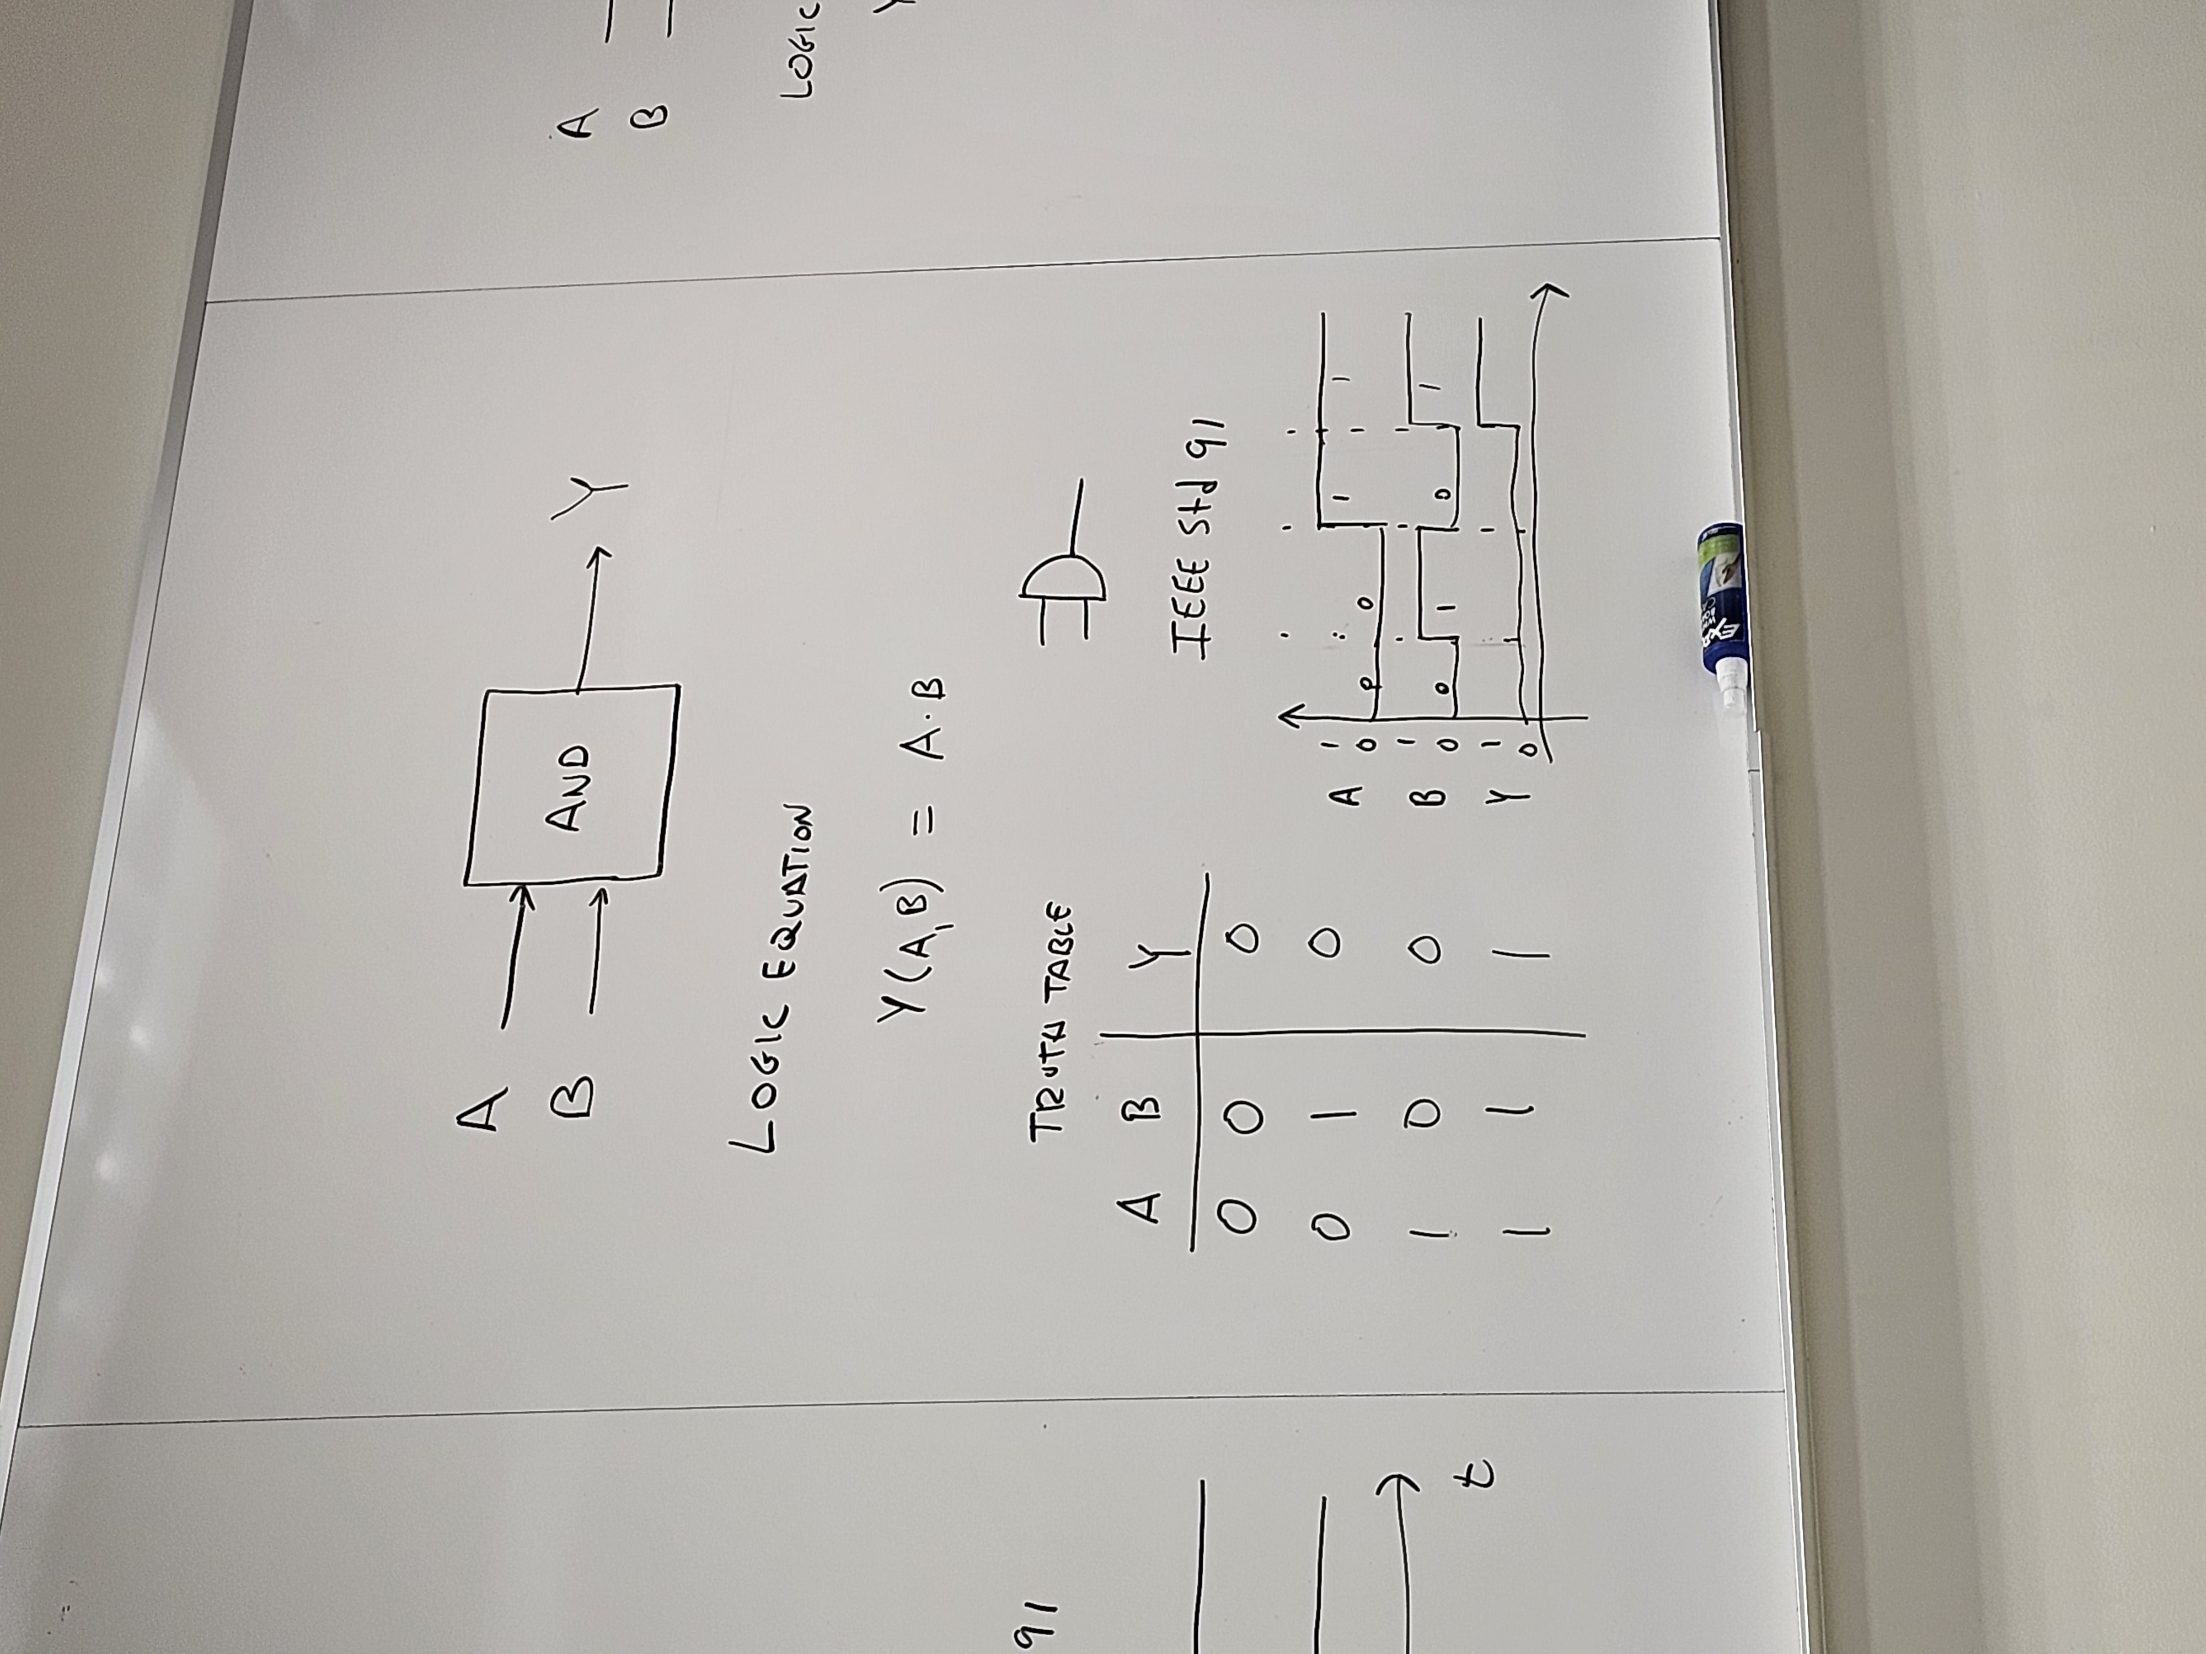 A
B
AND
Y
LOGIC EQUATION
Y(A,B) = A·B
TRUTH TABLE
A B Y
0 0 0
0 1 0
1 0 0
1 1 1
IEEE Std 91
A 1
0 0 0 1 1
B 1
0 0 1 0 1
Y 1
0
91
t
A
B
LOGIC
Y
EXPO